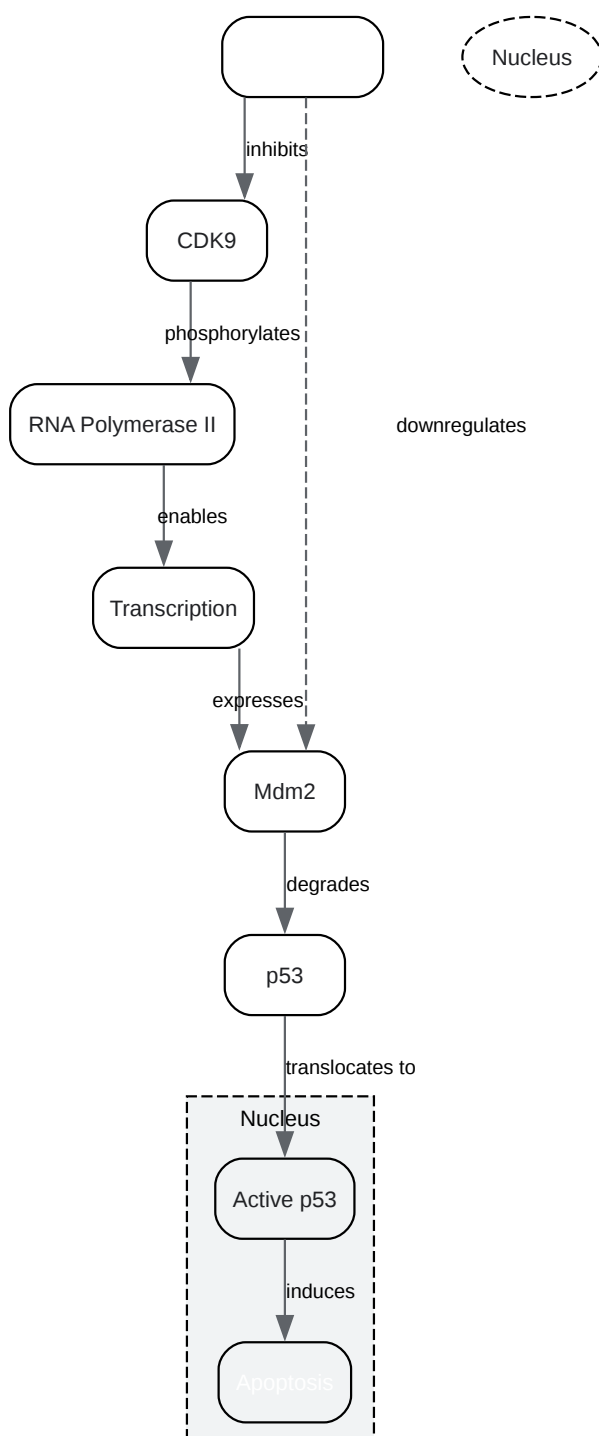 Nucleus
inhibits
CDK9
phosphorylates
RNA Polymerase II
downregulates
enables
Transcription
expresses
Mdm2
degrades
p53
translocates to
Nucleus
Active p53
induces
Apoptosis